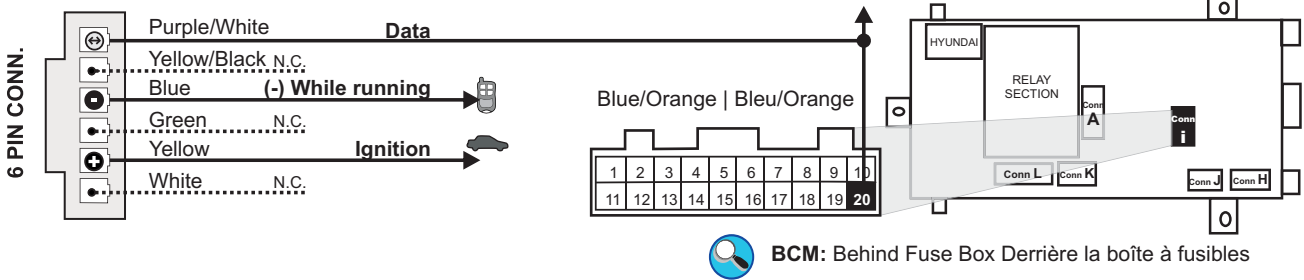 6 PIN CONN.
Purple/White Data
Yellow/Black N.C.
Blue (-) While running
Green N.C.
Yellow Ignition
White N.C.
Blue/Orange | Bleu/Orange
1 2 3 4 5 6 7 8 9 10
11 12 13 14 15 16 17 18 19 20
HYUNDAI
RELAY
SECTION
Conn
A
Conn
i
Conn L
Conn K
Conn J
Conn H
BCM: Behind Fuse Box Derrière la boîte à fusibles